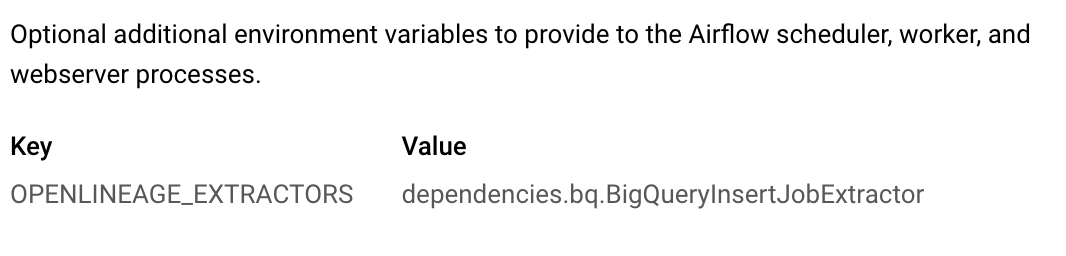 Optional additional environment variables to provide to the Airflow scheduler, worker, and
webserver processes.
Key Value
OPENLINEAGE_EXTRACTORS dependencies.bq.BigQueryInsertJobExtractor